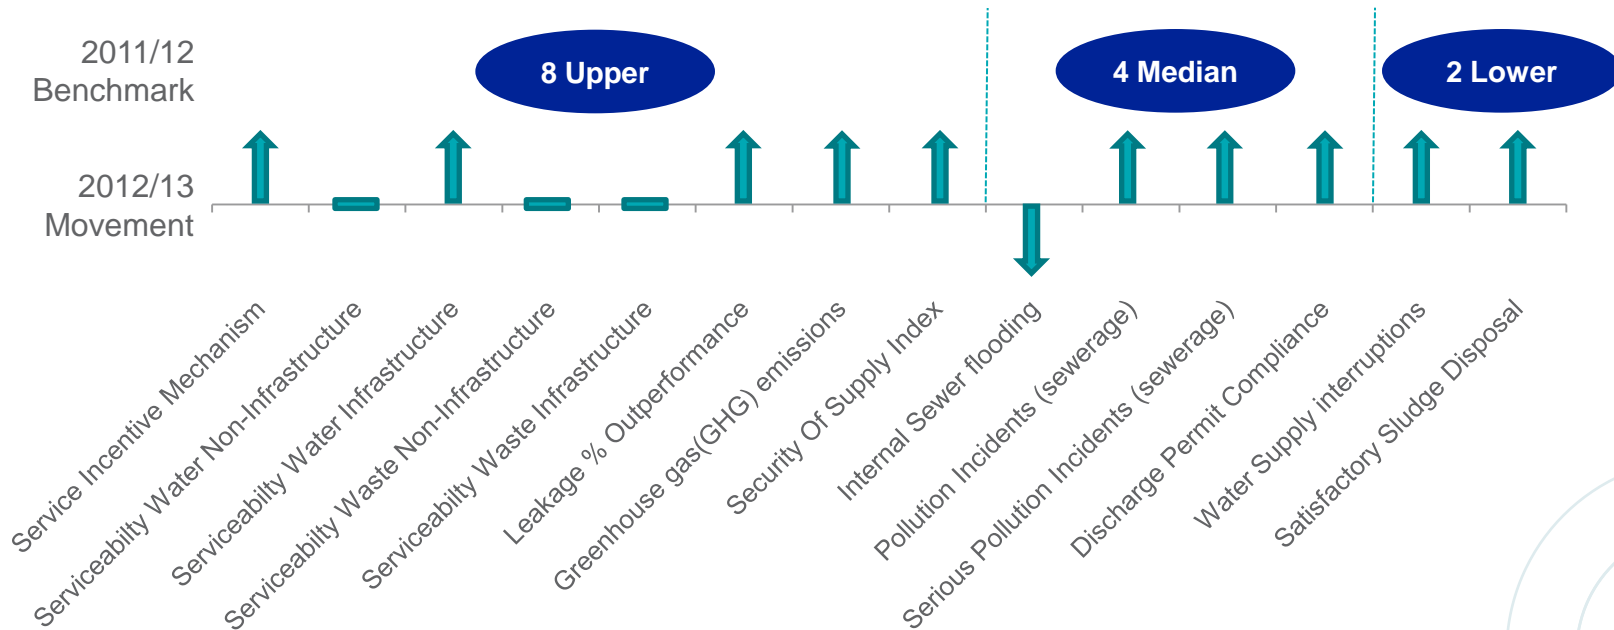 2011/12
Benchmark
8 Upper
4 Median
2 Lower
2012/13
Movement
Service Incentive Mechanism
Serviceabilty Water Non-Infrastructure
Serviceabilty Water Infrastructure
Serviceabilty Waste Non-Infrastructure
Serviceabilty Waste Infrastructure
Leakage % Outperformance
Greenhouse gas(GHG) emissions
Security Of Supply Index
Internal Sewer flooding
Pollution Incidents (sewerage)
Serious Pollution Incidents (sewerage)
Discharge Permit Compliance
Water Supply interruptions
Satisfactory Sludge Disposal